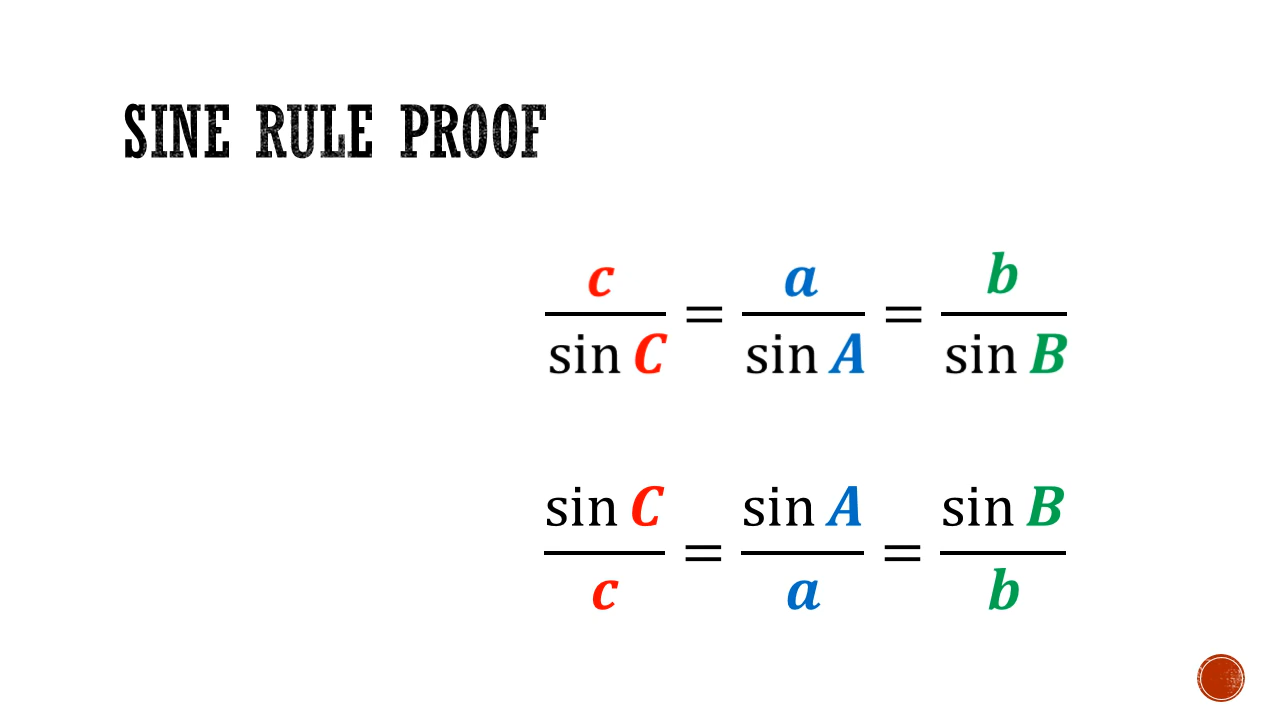 SINE RULE PROOF
c/sin C = a/sin A = b/sin B
sin C/c = sin A/a = sin B/b